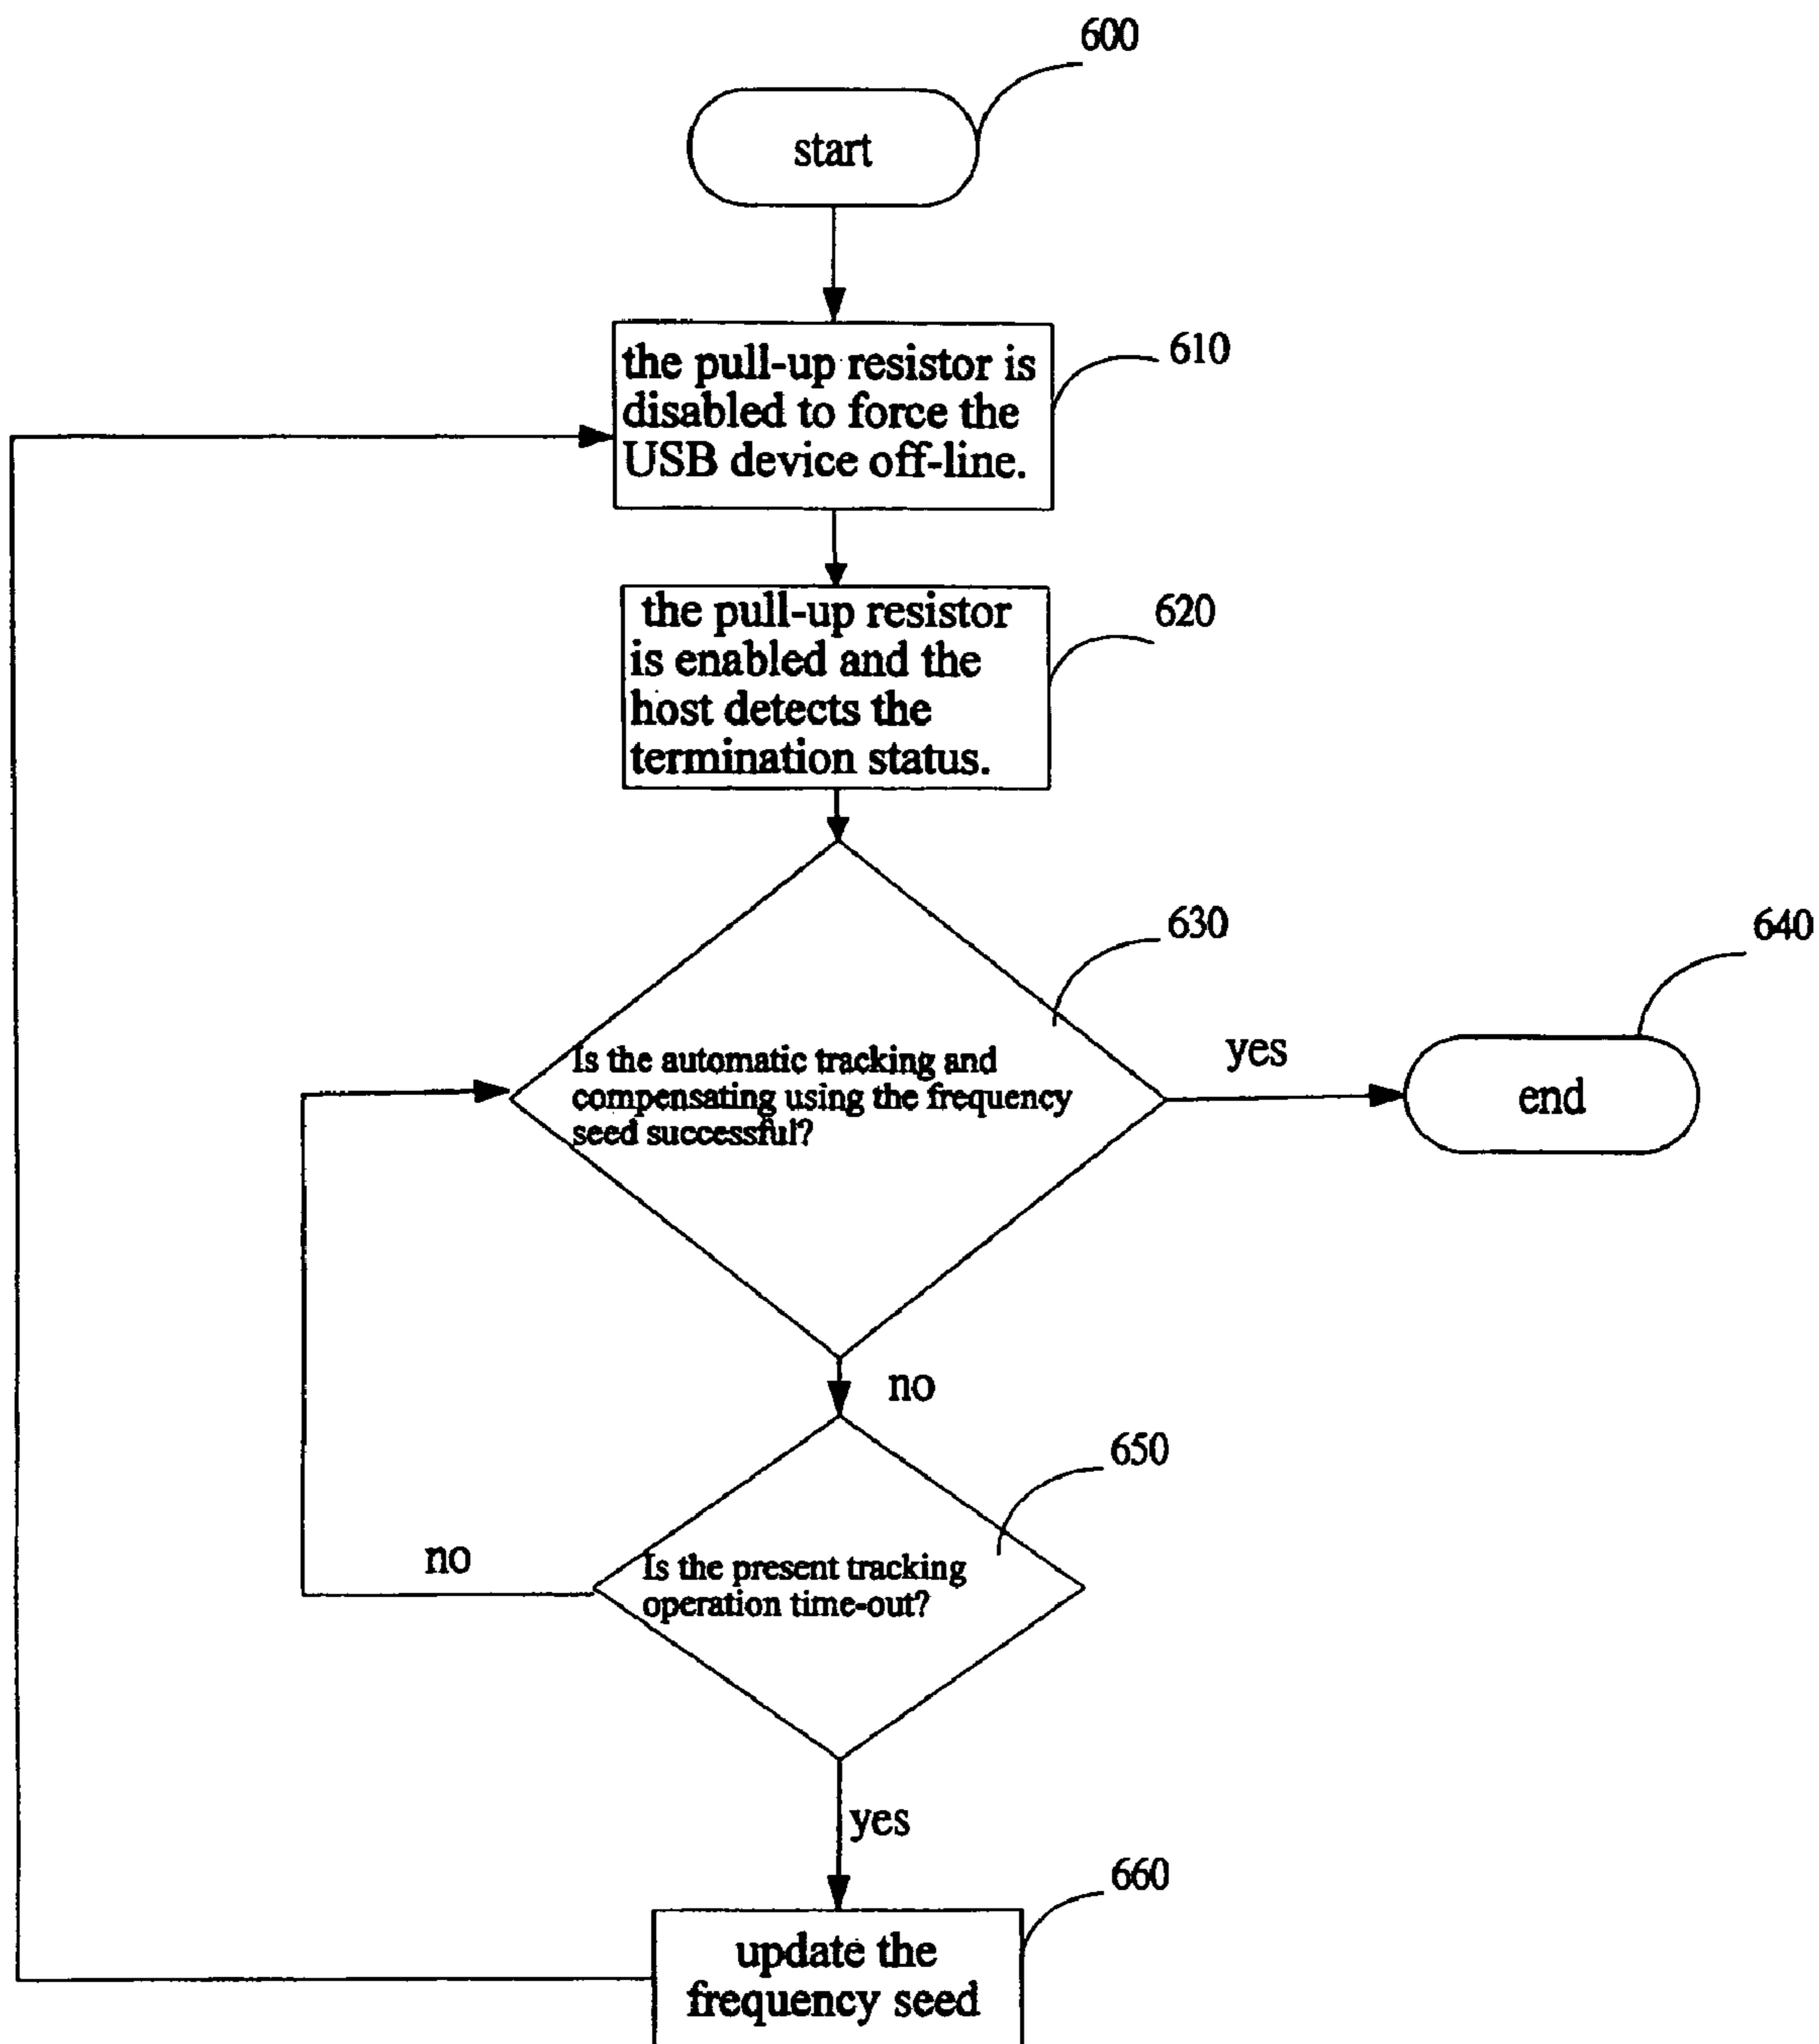 600
start
the pull-up resistor is
disabled to force the
USB device off-line.
610
the pull-up resistor
is enabled and the
host detects the
termination status.
620
630
640
Is the automatic tracking and
compensating using the frequency
seed successful?
yes
end
no
650
no
Is the present tracking
operation time-out?
yes
660
update the
frequency seed